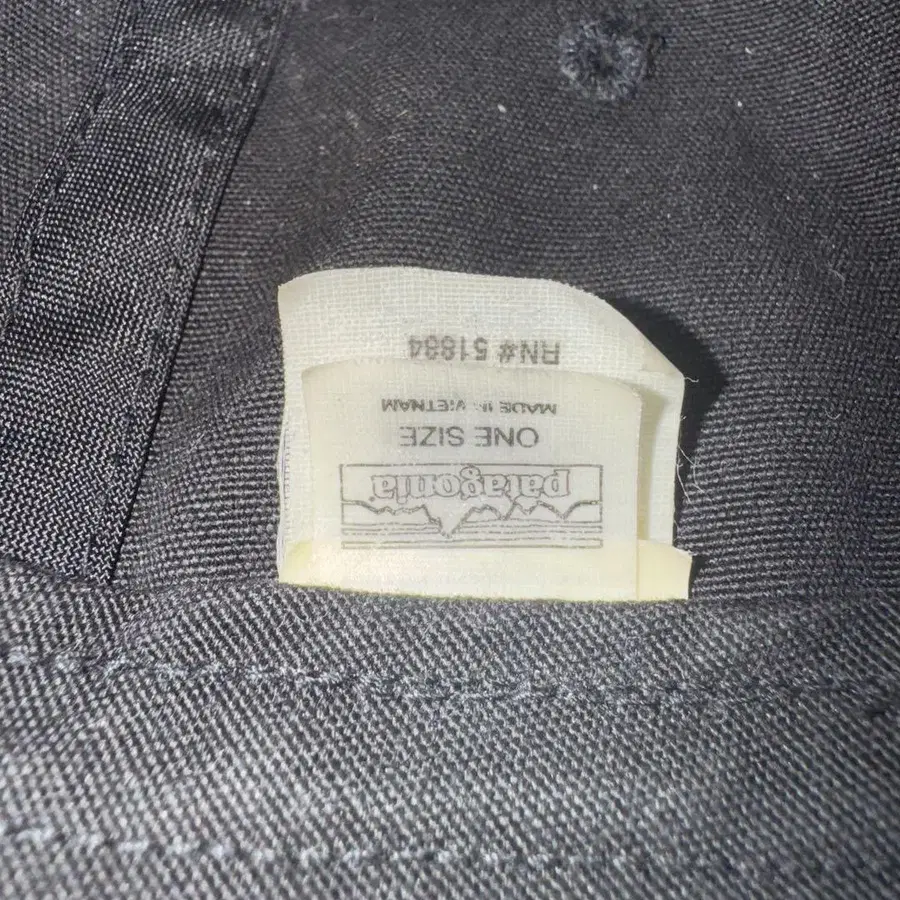 patagonia
ONE SIZE
MADE IN VIETNAM
RN# 51884